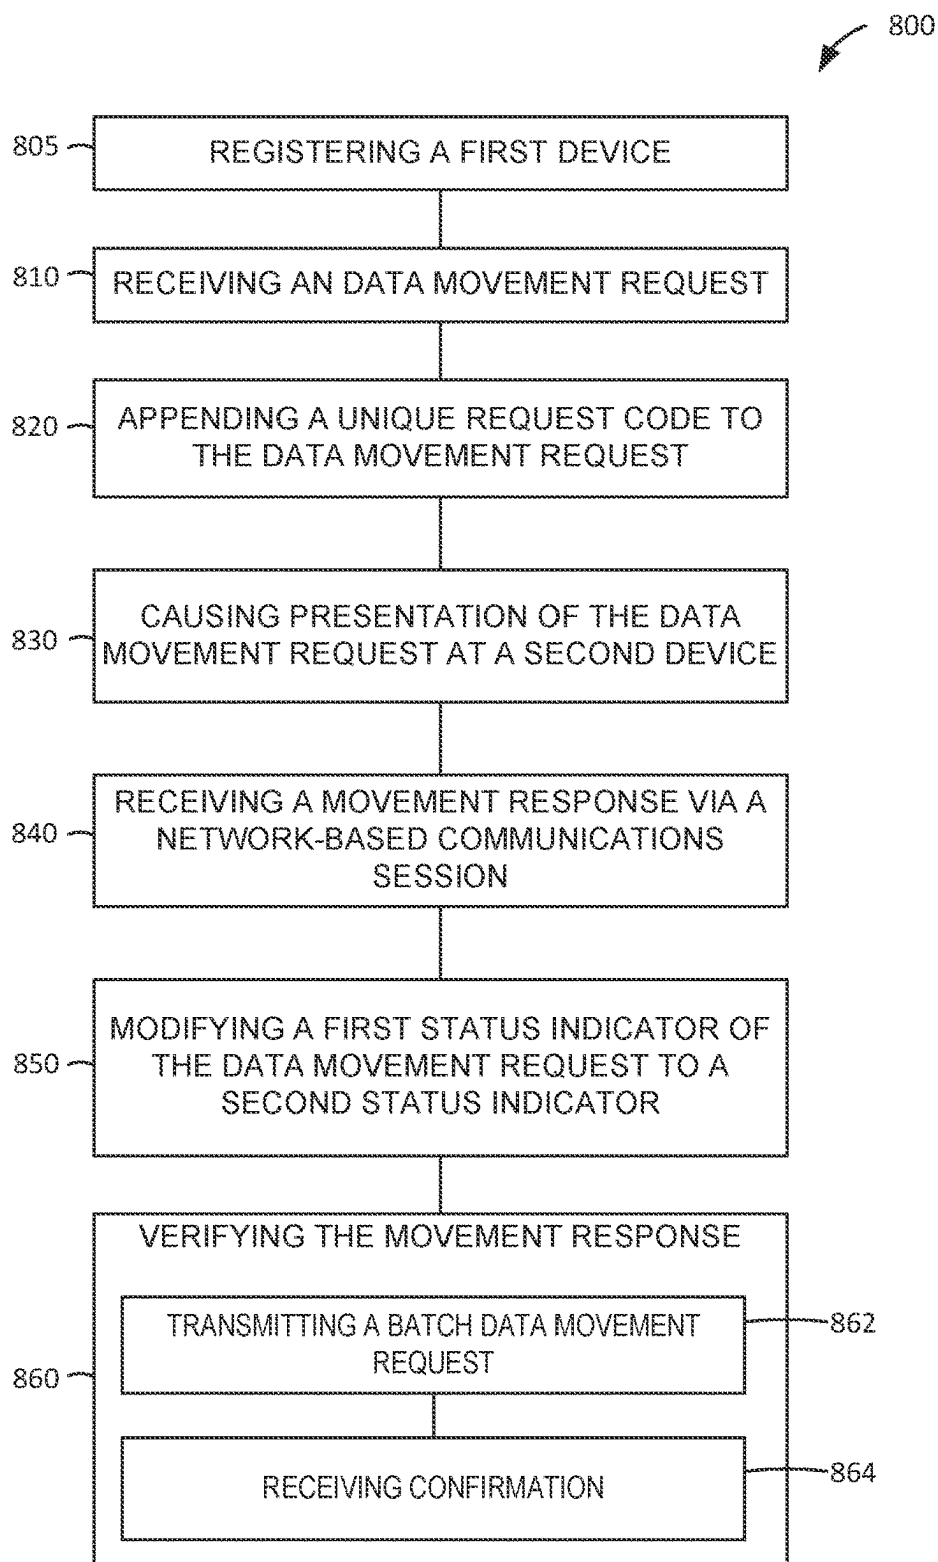 800
805
REGISTERING A FIRST DEVICE
810
RECEIVING AN DATA MOVEMENT REQUEST
820
APPENDING A UNIQUE REQUEST CODE TO
THE DATA MOVEMENT REQUEST
830
CAUSING PRESENTATION OF THE DATA
MOVEMENT REQUEST AT A SECOND DEVICE
840
RECEIVING A MOVEMENT RESPONSE VIA A
NETWORK-BASED COMMUNICATIONS
SESSION
850
MODIFYING A FIRST STATUS INDICATOR OF
THE DATA MOVEMENT REQUEST TO A
SECOND STATUS INDICATOR
860
VERIFYING THE MOVEMENT RESPONSE
TRANSMITTING A BATCH DATA MOVEMENT
REQUEST
862
RECEIVING CONFIRMATION
864